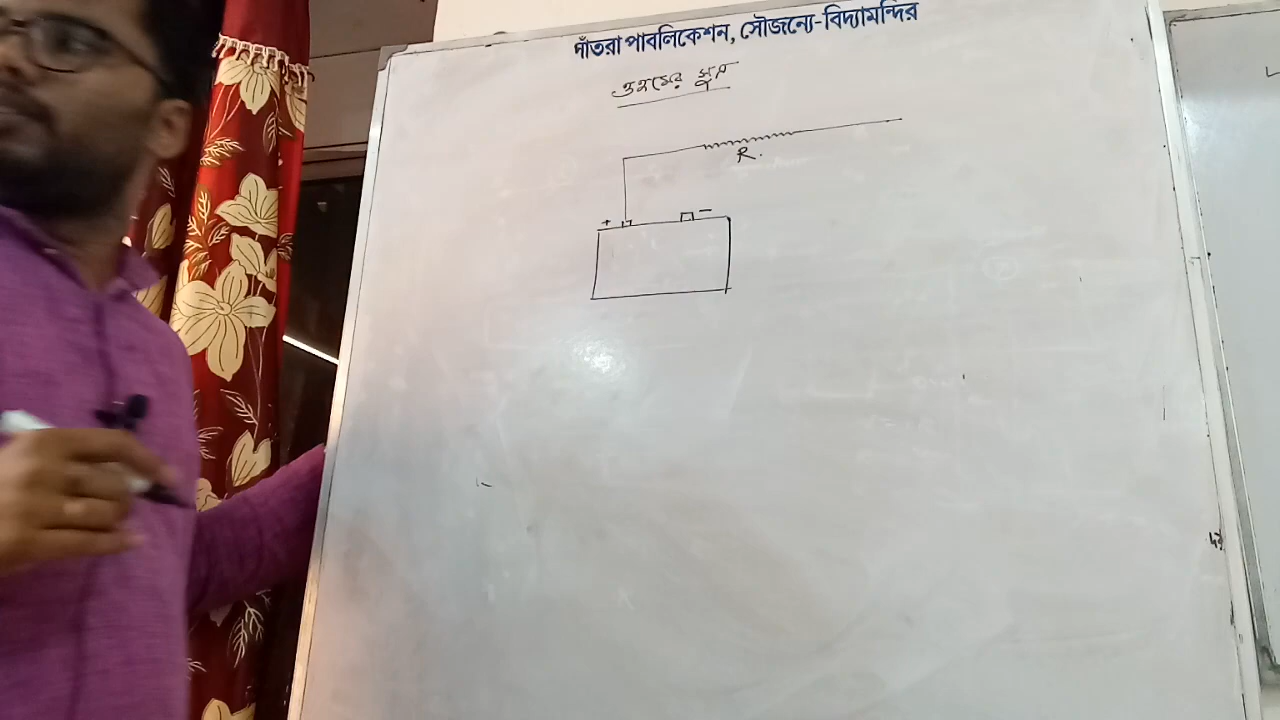 সাঁতরা পাবলিকেশন, সৌজন্যে-বিদ্যামন্দির
ওহমের সূত্র
R.
+ -